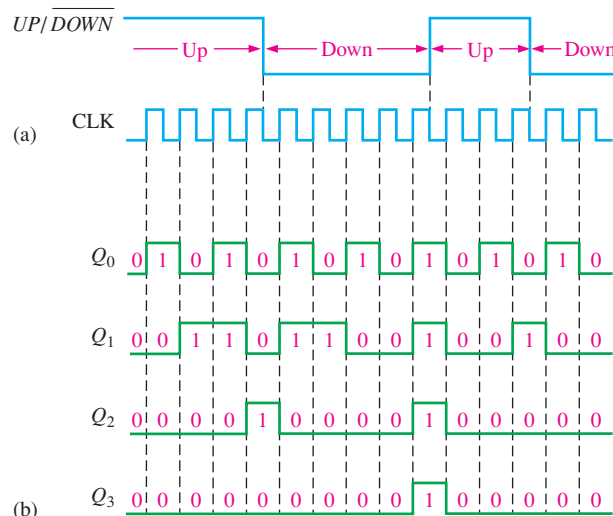 UP/DOWN
Up Down Up Down
(a) CLK
Q0 0 1 0 1 0 1 0 1 0 1 0 1 0 1 0
Q1 0 0 1 1 0 1 1 0 0 1 0 0 1 0 0
Q2 0 0 0 0 1 0 0 0 0 1 0 0 0 0 0
(b) Q3 0 0 0 0 0 0 0 0 0 1 0 0 0 0 0